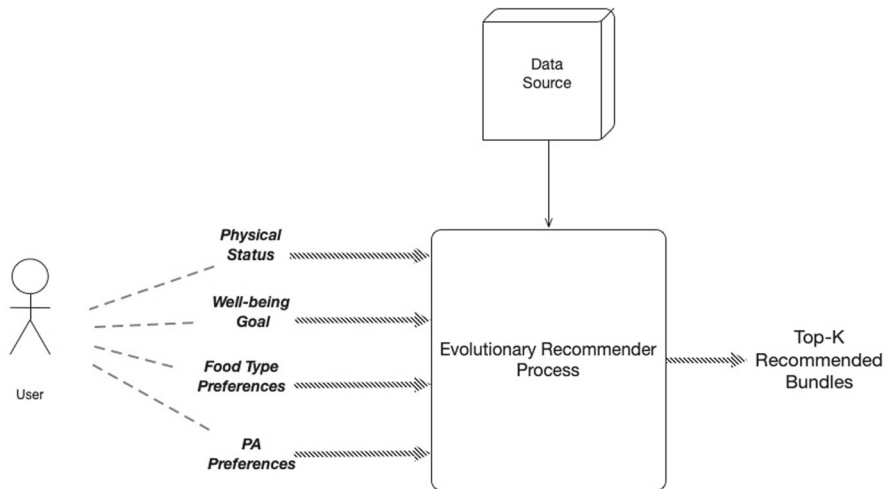 Data
Source
Physical
Status
Well-being
Goal
Food Type
Preferences
PA
Preferences
User
Evolutionary Recommender
Process
Top-K
Recommended
Bundles